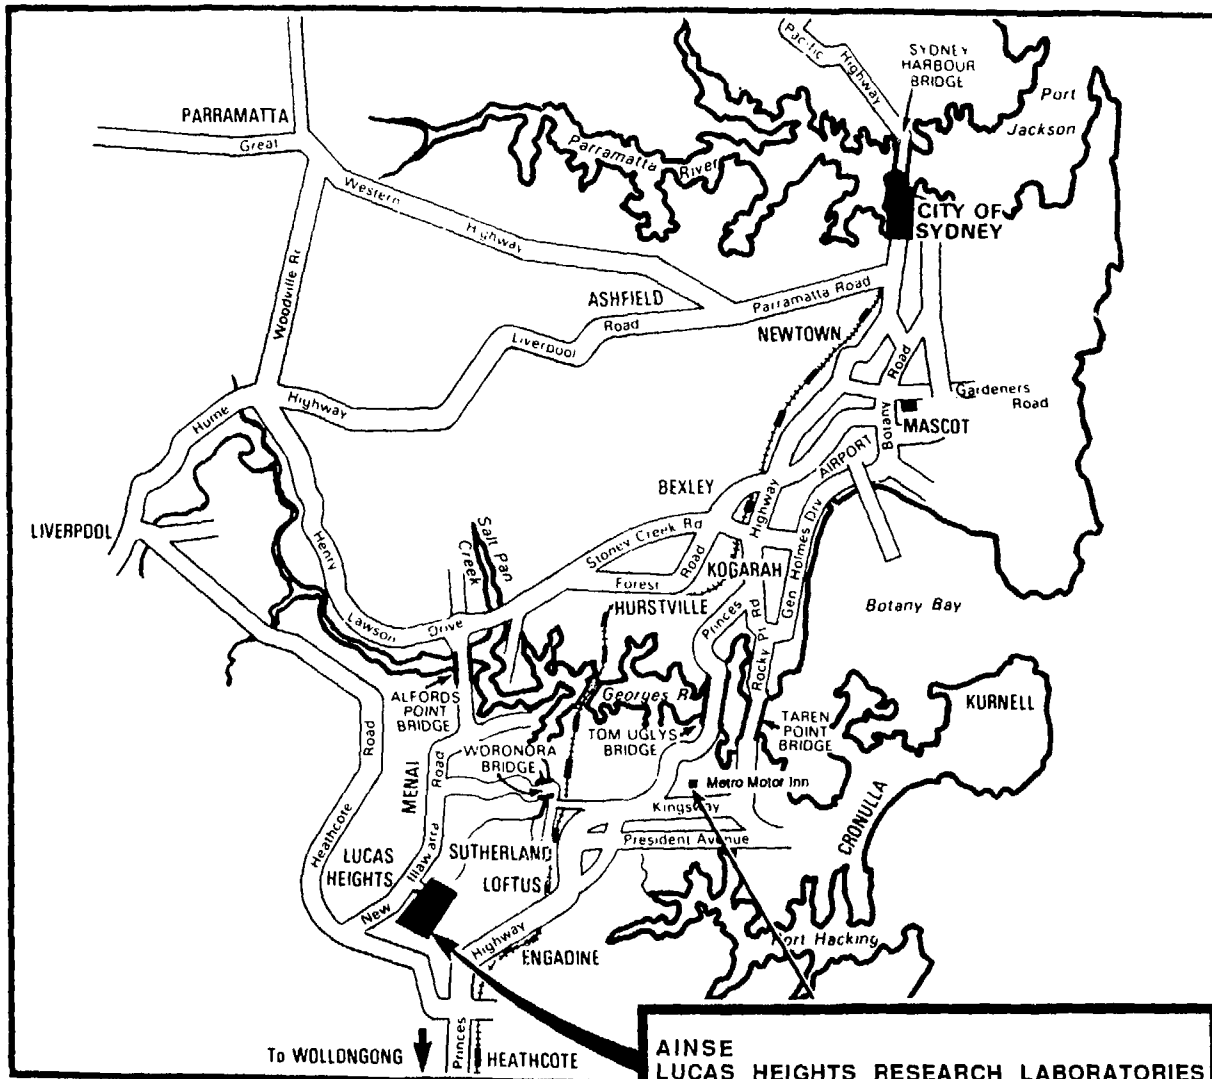 Pacific
Highway
SYDNEY
HARBOUR
BRIDGE
Port
Jackson
PARRAMATTA
Great
Parramatta
River
Western
Highway
CITY OF
SYDNEY
Woodville Rd
ASHFIELD
Parramatta Road
Liverpool
Road
NEWTOWN
Road
Hume
Highway
Gardeners
Road
Botany
MASCOT
AIRPORT
BEXLEY
Highway
LIVERPOOL
Salt Pan
Creek
Stoney Creek Rd
Henry
Forest
Road
KOGARAH
Gen Holmes Drv
HURSTVILLE
Princes
Botany Bay
Lawson
Drive
Rocky Pt Rd
ALFORDS
POINT
BRIDGE
Georges R
KURNELL
TAREN
POINT
BRIDGE
TOM UGLYS
BRIDGE
WORONORA
BRIDGE
Road
MENAI
Road
Metro Motor Inn
Kingsway
CRONULLA
Heathcote
President Avenue
LUCAS
HEIGHTS
Illawarra
SUTHERLAND
LOFTUS
New
Highway
ENGADINE
Port Hacking
To WOLLONGONG
Princes
HEATHCOTE
AINSE
LUCAS HEIGHTS RESEARCH LABORATORIES